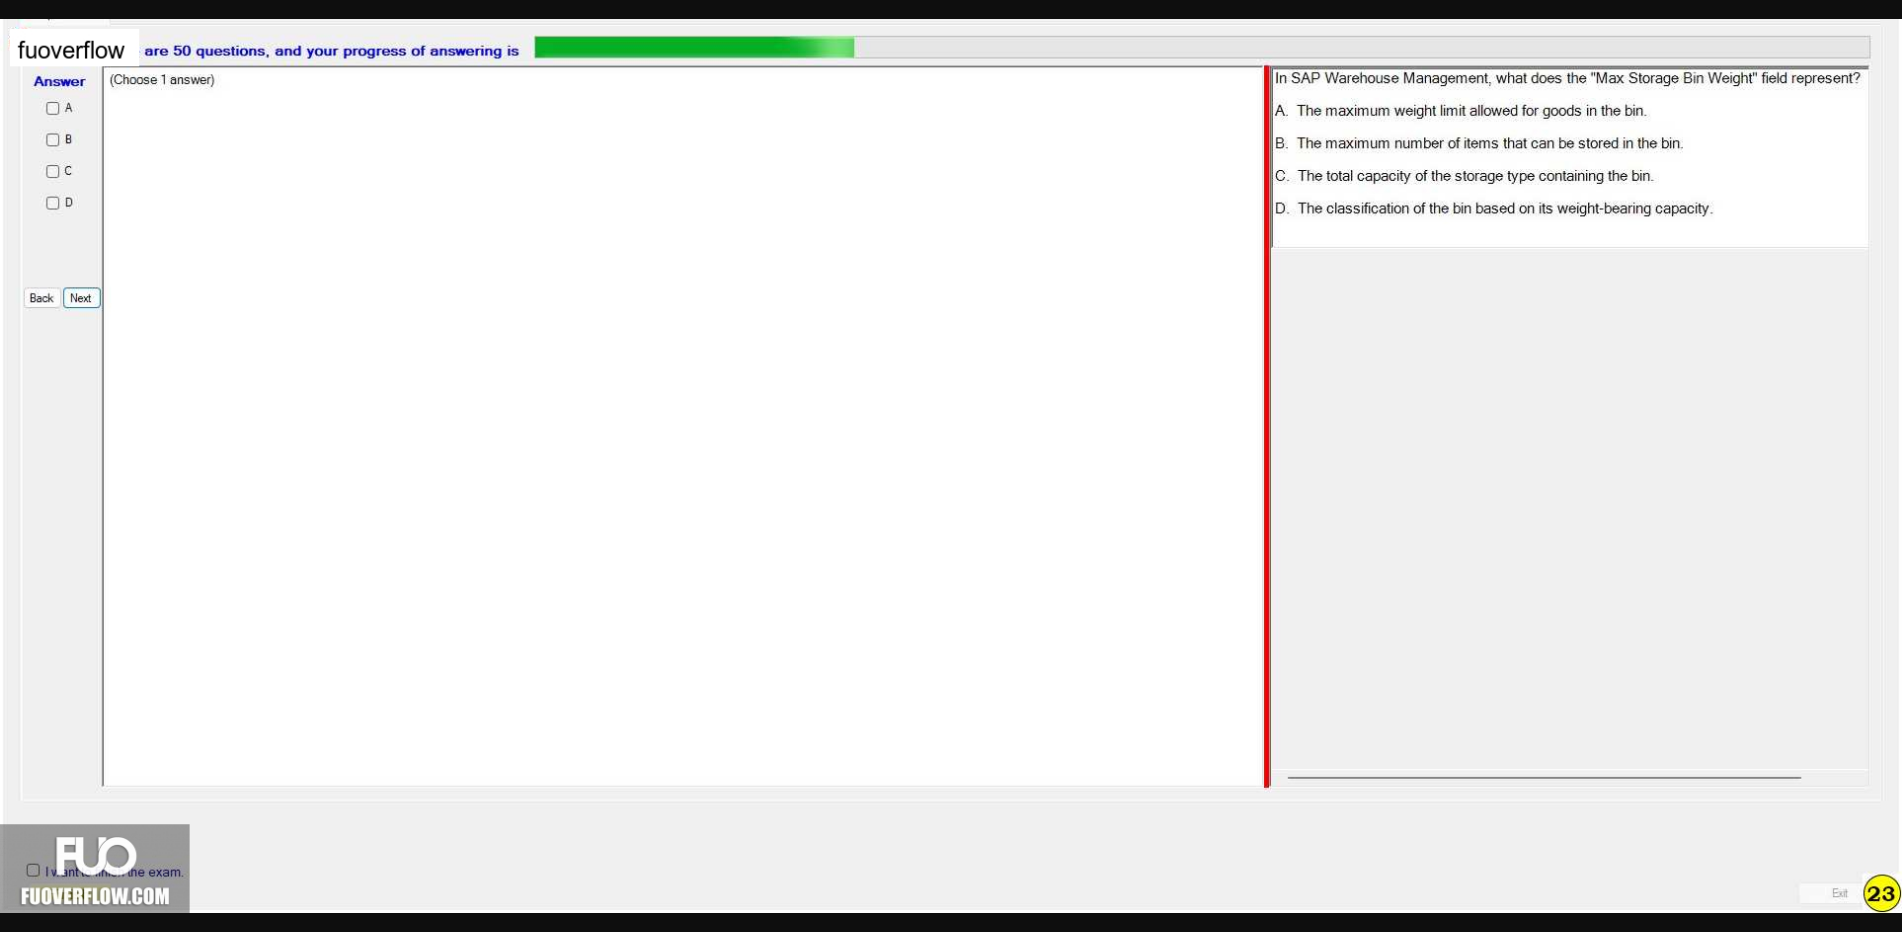 fuoverflow are 50 questions, and your progress of answering is
Answer
(Choose 1 answer)
A
B
C
D
Back Next
In SAP Warehouse Management, what does the "Max Storage Bin Weight" field represent?
A. The maximum weight limit allowed for goods in the bin.
B. The maximum number of items that can be stored in the bin.
C. The total capacity of the storage type containing the bin.
D. The classification of the bin based on its weight-bearing capacity.
FUO
the exam.
FUOVERFLOW.COM
Exit
23